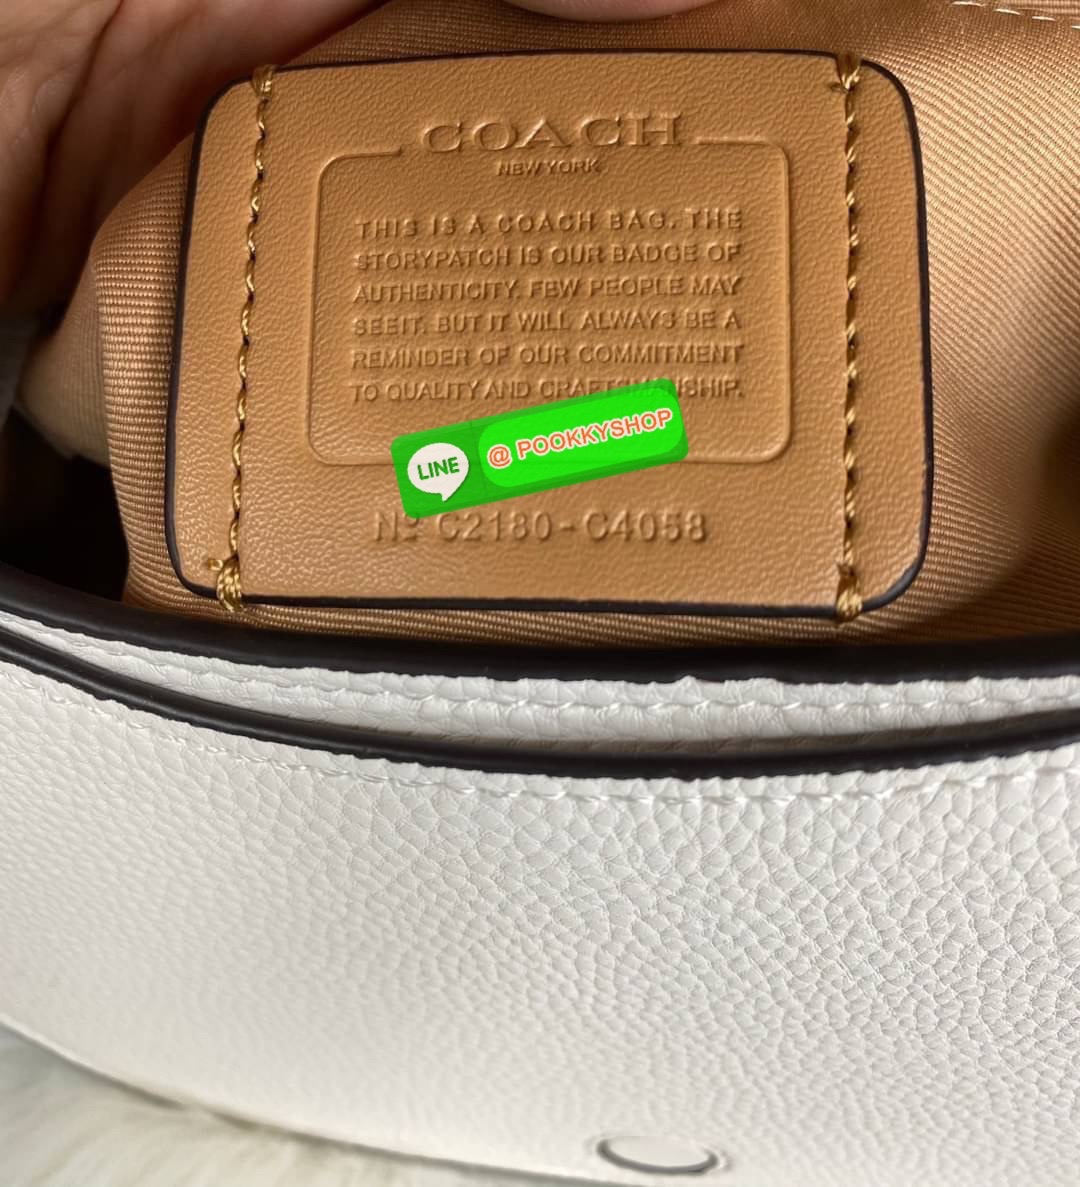 COACH
NEW YORK
THIS IS A COACH BAG. THE
STORYPATCH IS OUR BADGE OF
AUTHENTICITY. FEW PEOPLE MAY
SEE IT. BUT IT WILL ALWAYS BE A
REMINDER OF OUR COMMITMENT
TO QUALITY AND CRAFTSMANSHIP.
LINE @ POOKKYSHOP
Nº C2180-C4058